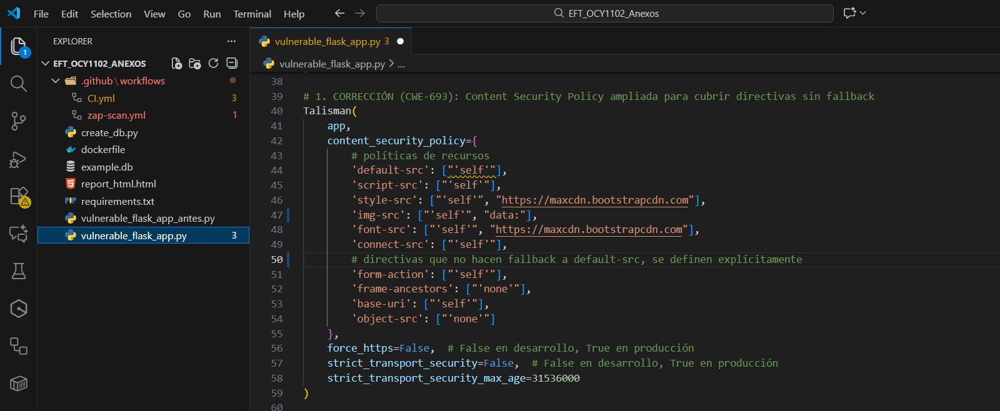 File Edit Selection View Go Run Terminal Help
EFT_OCY1102_Anexos
EXPLORER
EFT_OCY1102_ANEXOS
.github\workflows
CI.yml 3
zap-scan.yml 1
create_db.py
dockerfile
example.db
report_html.html
requirements.txt
vulnerable_flask_app_antes.py
vulnerable_flask_app.py 3
1
vulnerable_flask_app.py 3
vulnerable_flask_app.py > ...
38
39 # 1. CORRECCIÓN (CWE-693): Content Security Policy ampliada para cubrir directivas sin fallback
40 Talisman(
41 app,
42 content_security_policy={
43 # políticas de recursos
44 'default-src': ["'self'"],
45 'script-src': ["'self'"],
46 'style-src': ["'self'", "https://maxcdn.bootstrapcdn.com"],
47 'img-src': ["'self'", "data:"],
48 'font-src': ["'self'", "https://maxcdn.bootstrapcdn.com"],
49 'connect-src': ["'self'"],
50 # directivas que no hacen fallback a default-src, se definen explícitamente
51 'form-action': ["'self'"],
52 'frame-ancestors': ["'none'"],
53 'base-uri': ["'self'"],
54 'object-src': ["'none'"]
55 },
56 force_https=False, # False en desarrollo, True en producción
57 strict_transport_security=False, # False en desarrollo, True en producción
58 strict_transport_security_max_age=31536000
59 )
60